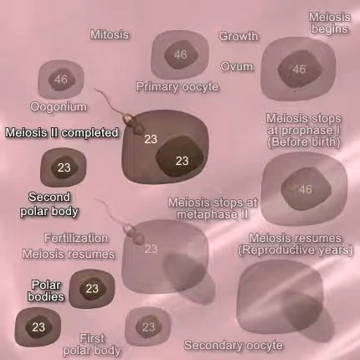 Meiosis
begins
Mitosis
Growth
46
46
Ovum
46
Primary oocyte
Oogonium
Meiosis stops
at prophase I
(Before birth)
Meiosis II completed
23
23
23
46
Second
polar body
Meiosis stops at
metaphase II
Fertilization
Meiosis resumes
23
Meiosis resumes
(Reproductive years)
Polar
bodies
23
23
23
First
polar body
Secondary oocyte